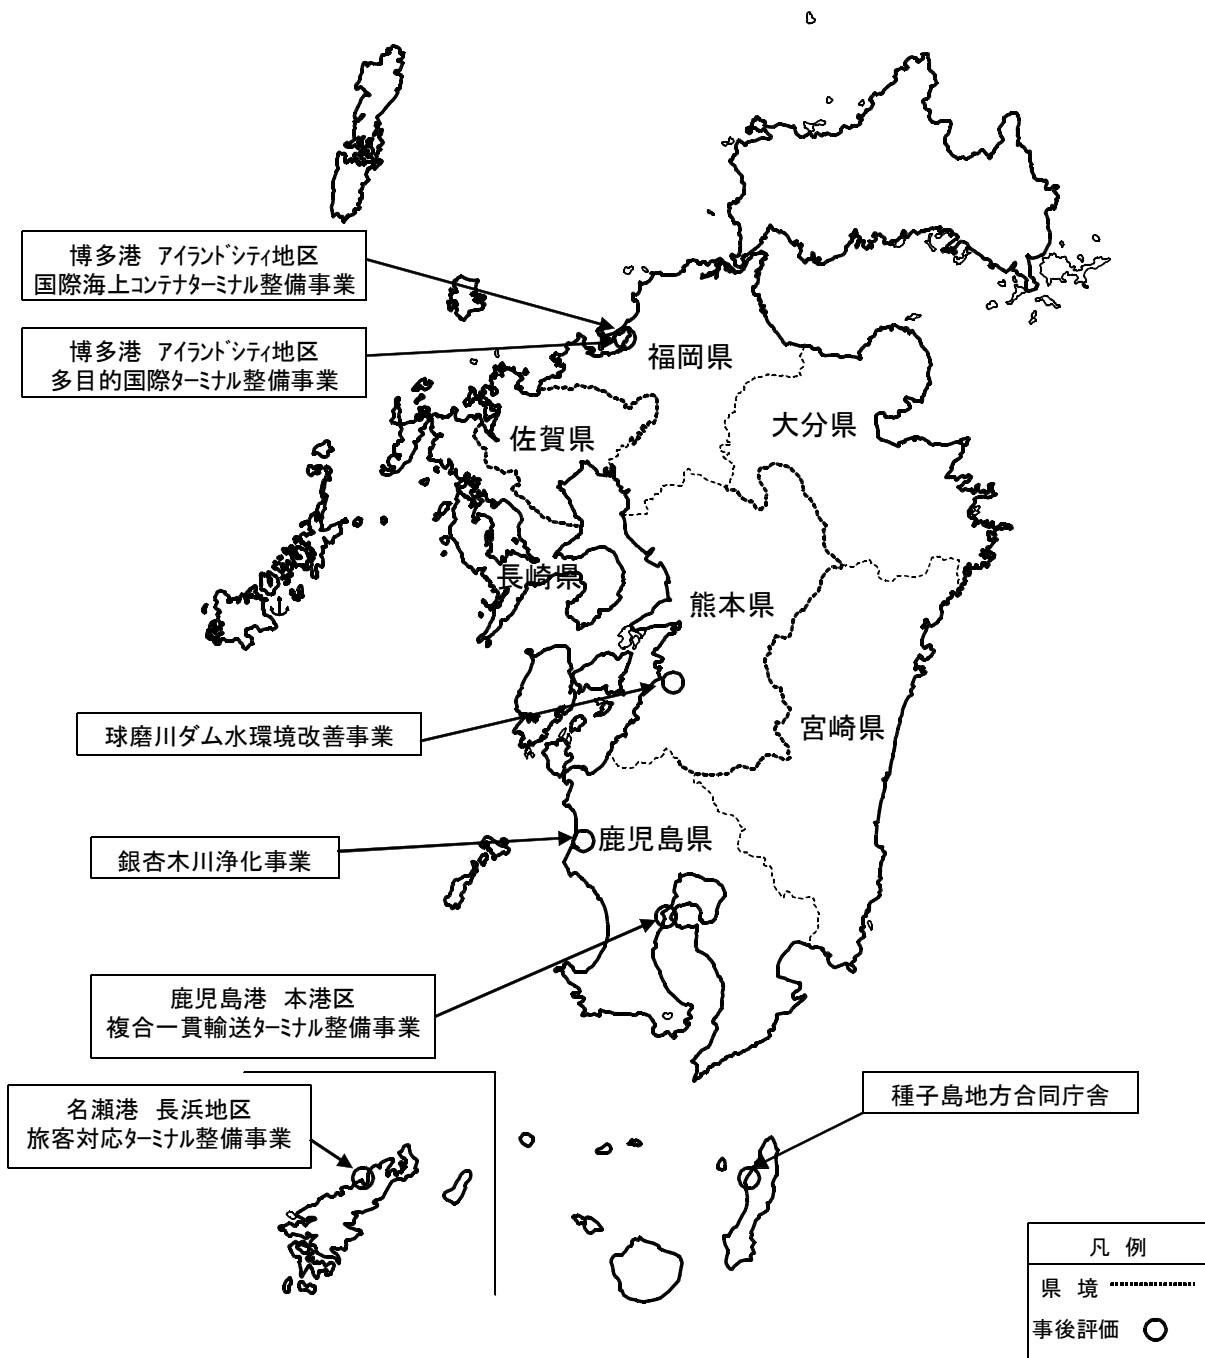 博多港 ｱｲﾗﾝﾄﾞｼﾃｨ地区
国際海上ｺﾝﾃﾅﾀｰﾐﾅﾙ整備事業
博多港 ｱｲﾗﾝﾄﾞｼﾃｨ地区
多目的国際ﾀｰﾐﾅﾙ整備事業
福岡県
大分県
佐賀県
長崎県
熊本県
球磨川ダム水環境改善事業
宮崎県
銀杏木川浄化事業
鹿児島県
鹿児島港 本港区
複合一貫輸送ﾀｰﾐﾅﾙ整備事業
名瀬港 長浜地区
旅客対応ﾀｰﾐﾅﾙ整備事業
種子島地方合同庁舎
凡 例
県 境
事後評価